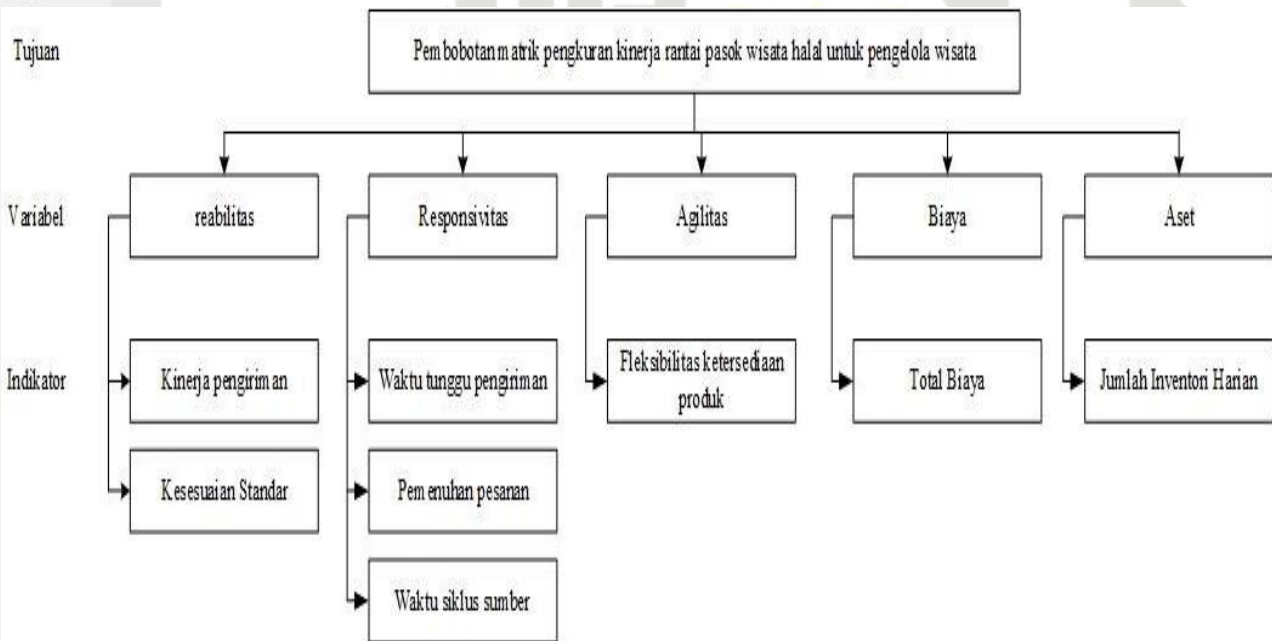 Tujuan
Pembobotan matrik pengkuran kinerja rantai pasok wisata halal untuk pengelola wisata
Variabel
reabilitas
Responsivitas
Agilitas
Biaya
Aset
Indikator
Kinerja pengiriman
Waktu tunggu pengiriman
Fleksibilitas ketersediaan
produk
Total Biaya
Jumlah Inventori Harian
Kesesuaian Standar
Pemenuhan pesanan
Waktu siklus sumber